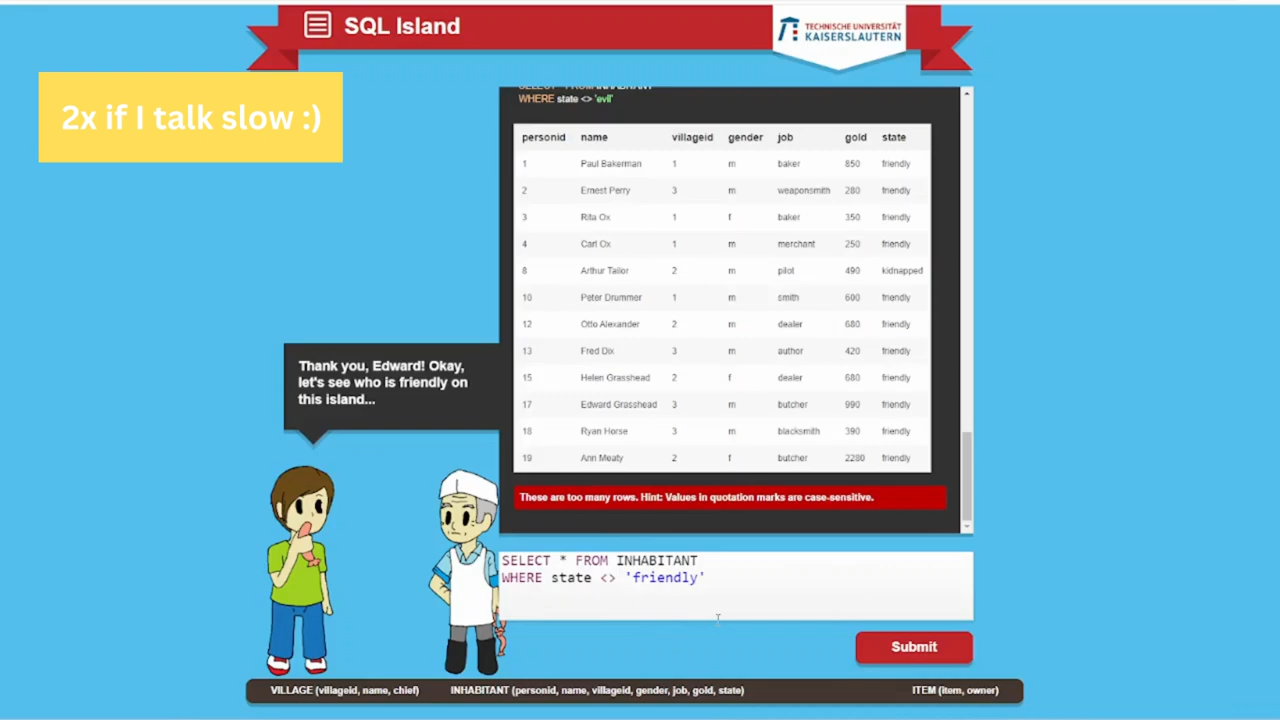 SQL Island
TECHNISCHE UNIVERSITÄT
KAISERSLAUTERN
2x if I talk slow :)
SELECT * FROM INHABITANT
WHERE state <> 'evil'
personid name villageid gender job gold state
1 Paul Bakerman 1 m baker 850 friendly
2 Ernest Perry 3 m weaponsmith 280 friendly
3 Rita Ox 1 f baker 350 friendly
4 Carl Ox 1 m merchant 250 friendly
8 Arthur Tailor 2 m pilot 490 kidnapped
10 Peter Drummer 1 m smith 600 friendly
12 Otto Alexander 2 m dealer 680 friendly
13 Fred Dix 3 m author 420 friendly
15 Helen Grasshead 2 f dealer 680 friendly
17 Edward Grasshead 3 m butcher 990 friendly
18 Ryan Horse 3 m blacksmith 390 friendly
19 Ann Meaty 2 f butcher 2280 friendly
These are too many rows. Hint: Values in quotation marks are case-sensitive.
Thank you, Edward! Okay,
let's see who is friendly on
this island...
SELECT * FROM INHABITANT
WHERE state <> 'friendly'
Submit
VILLAGE (villageid, name, chief) INHABITANT (personid, name, villageid, gender, job, gold, state) ITEM (item, owner)